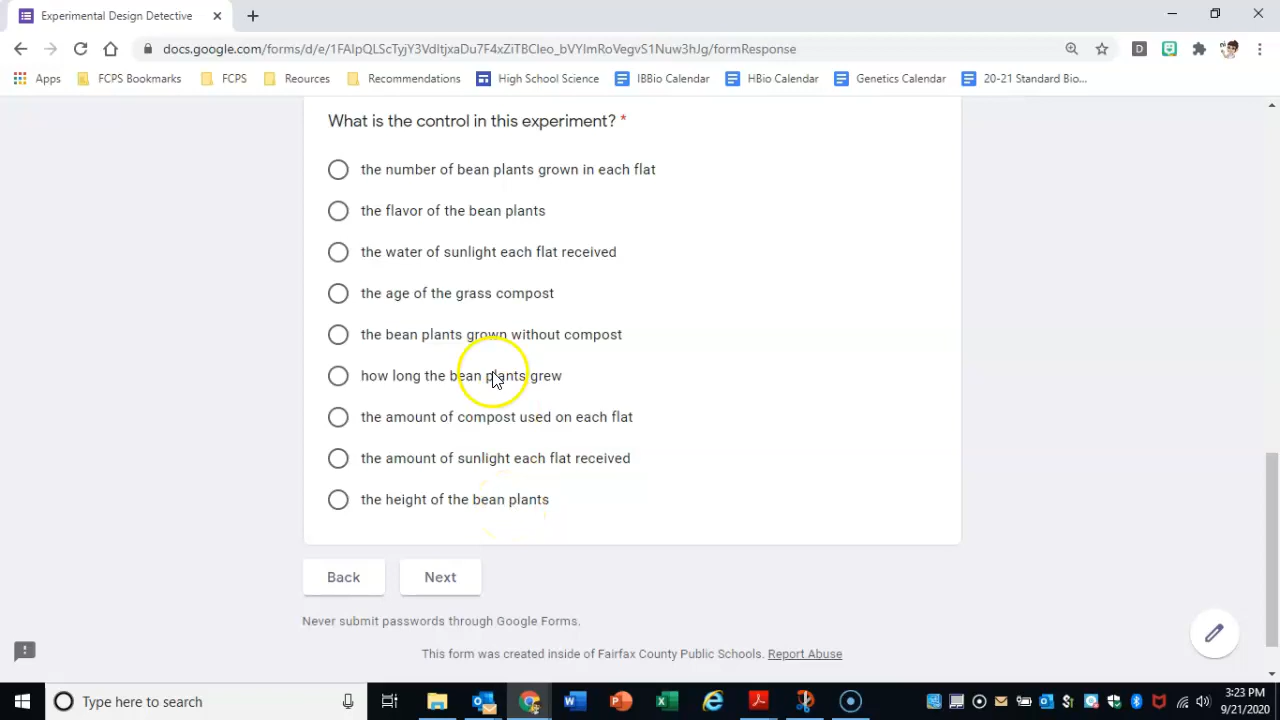 Experimental Design Detective
docs.google.com/forms/d/e/1FAIpQLScTyjY3VdItjxaDu7F4xZiTBCleo_bVYlmRoVegvS1Nuw3hJg/formResponse
Apps FCPS Bookmarks FCPS Reources Recommendations High School Science IBBio Calendar HBio Calendar Genetics Calendar 20-21 Standard Bio...
What is the control in this experiment? *
the number of bean plants grown in each flat
the flavor of the bean plants
the water of sunlight each flat received
the age of the grass compost
the bean plants grown without compost
how long the bean plants grew
the amount of compost used on each flat
the amount of sunlight each flat received
the height of the bean plants
Back Next
Never submit passwords through Google Forms.
This form was created inside of Fairfax County Public Schools. Report Abuse
Type here to search
3:23 PM
9/21/2020